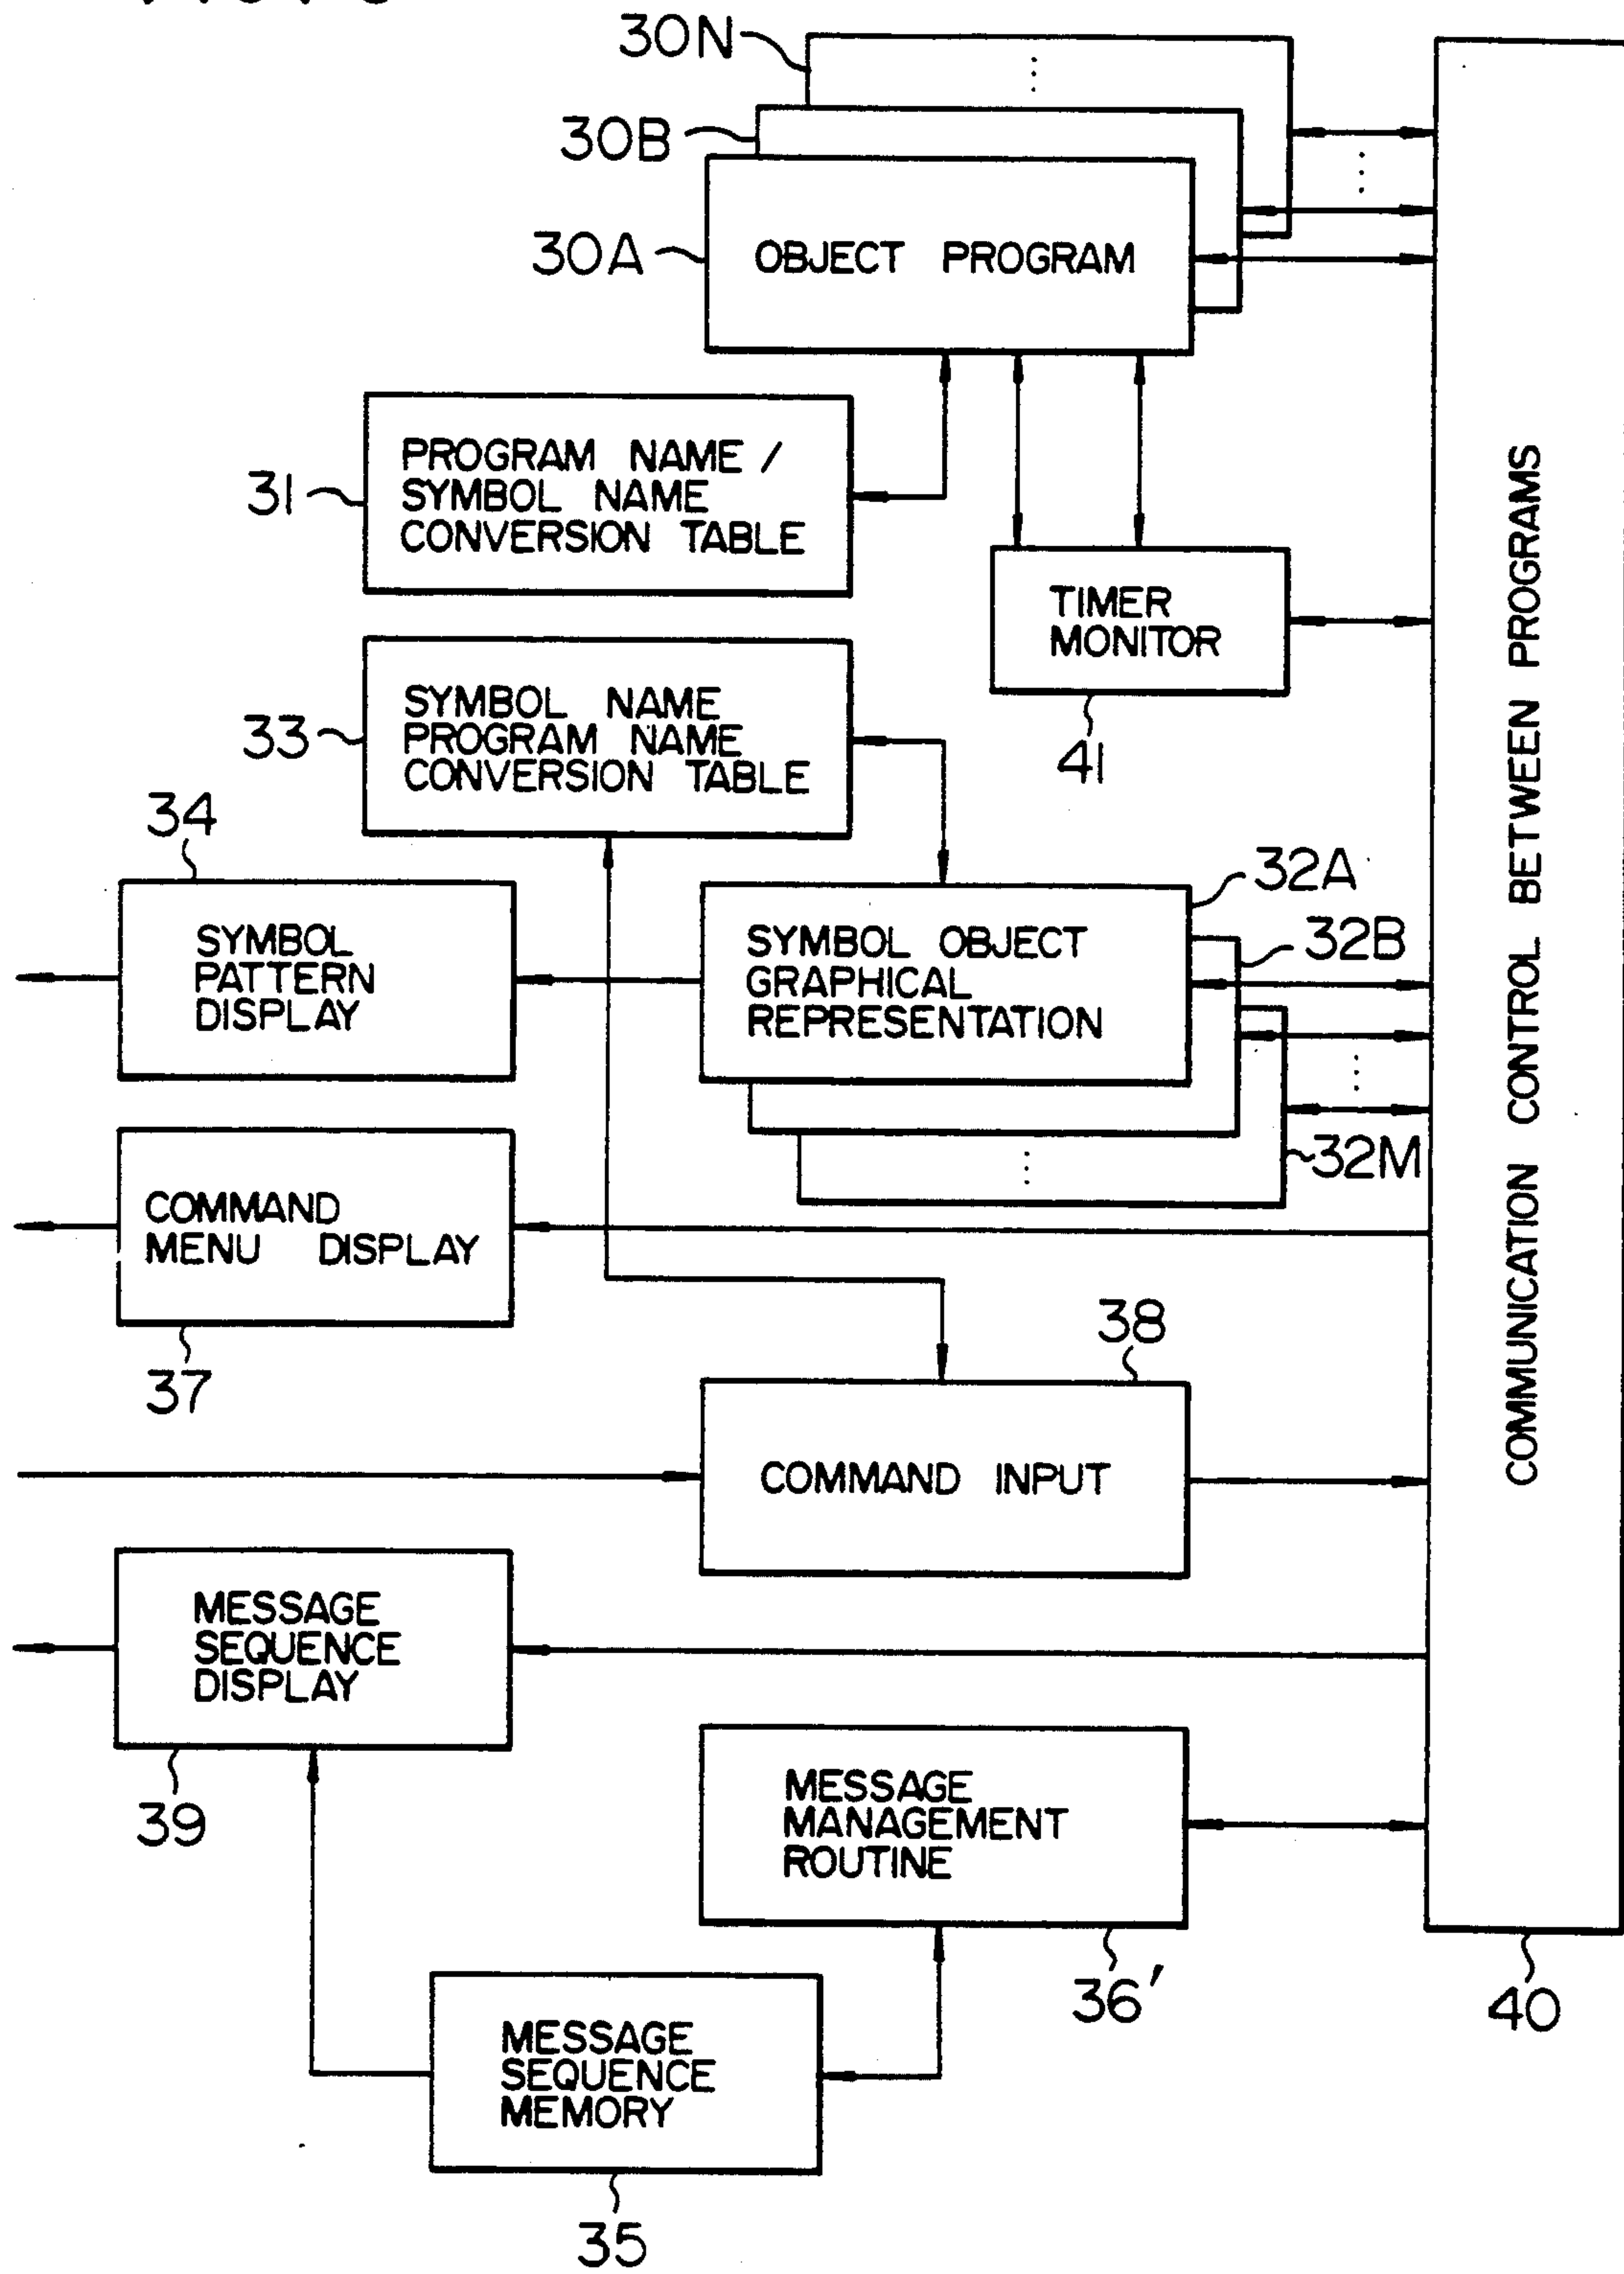 30N
30B
30A
OBJECT PROGRAM
31
PROGRAM NAME /
SYMBOL NAME
CONVERSION TABLE
TIMER
MONITOR
41
33
SYMBOL NAME
PROGRAM NAME
CONVERSION TABLE
34
SYMBOL
PATTERN
DISPLAY
32A
SYMBOL OBJECT
GRAPHICAL
REPRESENTATION
32B
32M
COMMAND
MENU DISPLAY
37
38
COMMAND INPUT
MESSAGE
SEQUENCE
DISPLAY
39
MESSAGE
MANAGEMENT
ROUTINE
36'
MESSAGE
SEQUENCE
MEMORY
35
COMMUNICATION CONTROL BETWEEN PROGRAMS
40